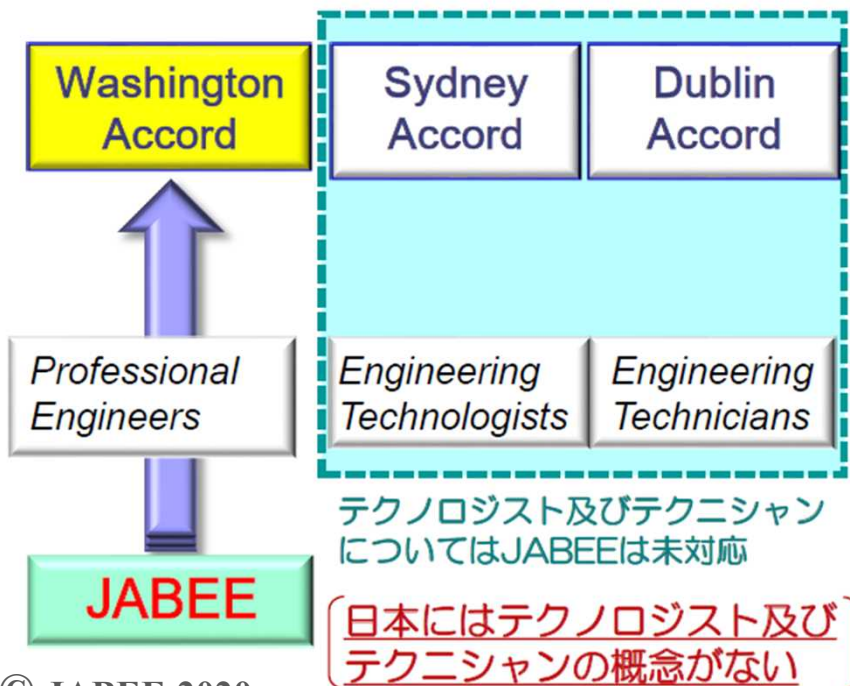 Washington
Accord
Sydney
Accord
Dublin
Accord
Professional
Engineers
Engineering
Technologists
Engineering
Technicians
テクノロジスト及びテクニシャン
についてはJABEEは未対応
JABEE
日本にはテクノロジスト及び
テクニシャンの概念がない
© JABEE 2020